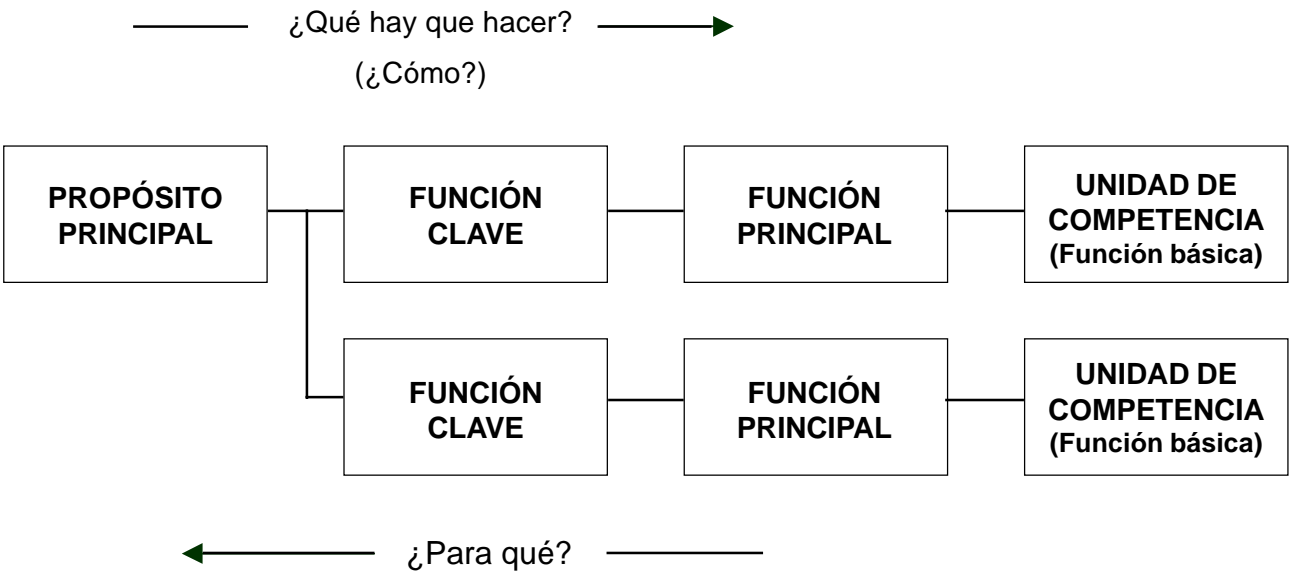 ¿Qué hay que hacer?
(¿Cómo?)
PROPÓSITO
PRINCIPAL
FUNCIÓN
CLAVE
FUNCIÓN
PRINCIPAL
UNIDAD DE
COMPETENCIA
(Función básica)
FUNCIÓN
CLAVE
FUNCIÓN
PRINCIPAL
UNIDAD DE
COMPETENCIA
(Función básica)
¿Para qué?